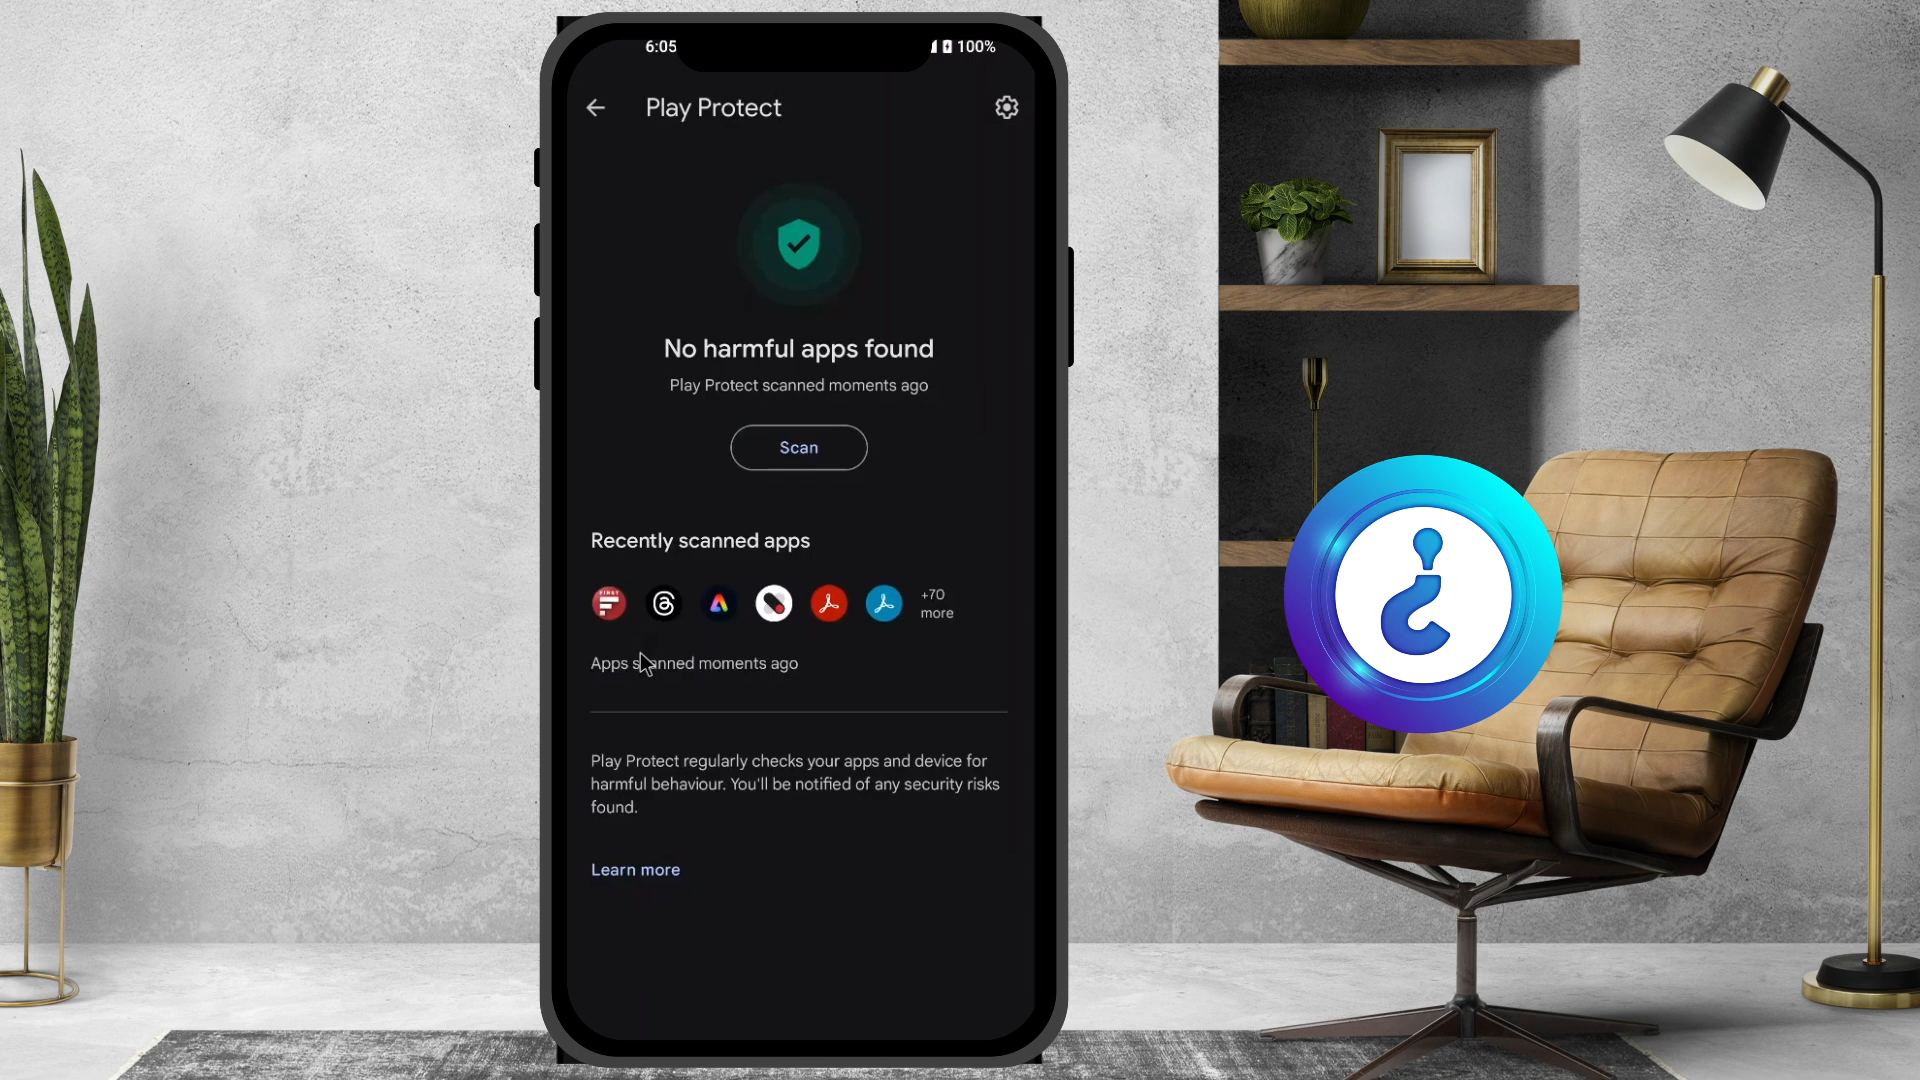 6:05
100%
Play Protect
No harmful apps found
Play Protect scanned moments ago
Scan
Recently scanned apps
FIRST
+70
more
Apps scanned moments ago
Play Protect regularly checks your apps and device for
harmful behaviour. You'll be notified of any security risks
found.
Learn more